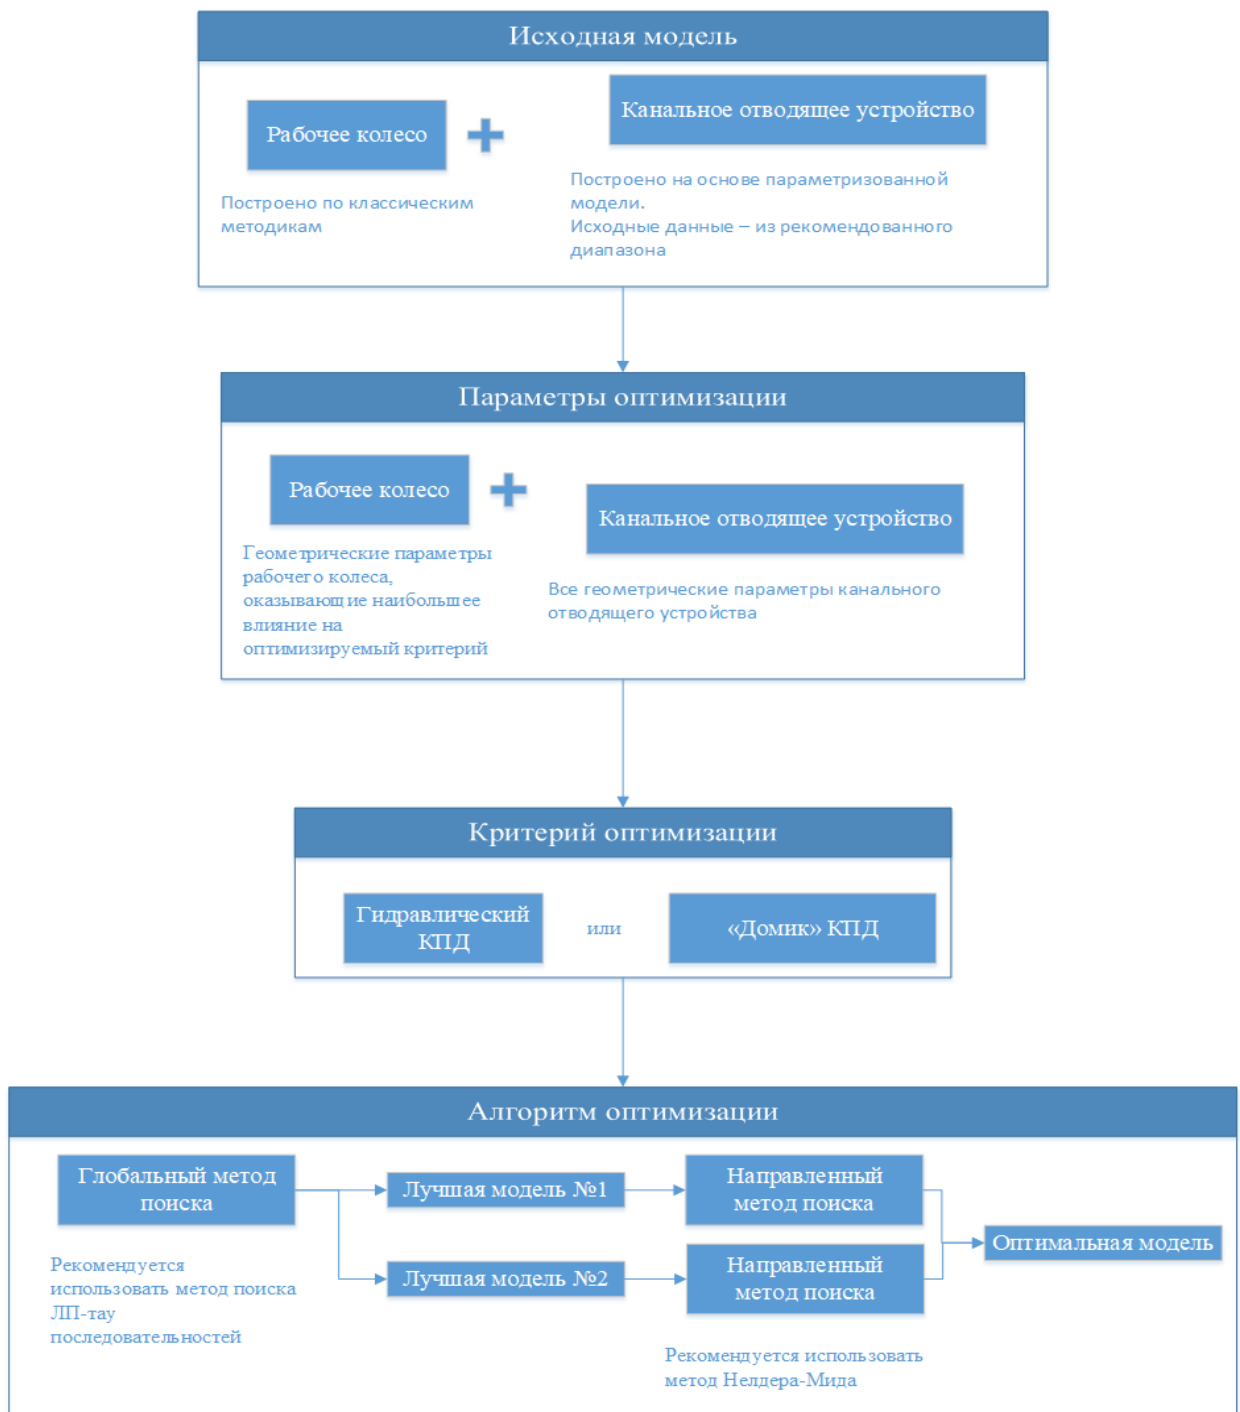 Исходная модель
Рабочее колесо
Канальное отводящее устройство
Построено по классическим
методикам
Построено на основе параметризованной
модели.
Исходные данные – из рекомендованного
диапазона
Параметры оптимизации
Рабочее колесо
Канальное отводящее устройство
Геометрические параметры
рабочего колеса,
оказывающие наибольшее
влияние на
оптимизируемый критерий
Все геометрические параметры канального
отводящего устройства
Критерий оптимизации
Гидравлический
КПД
или
«Домик» КПД
Алгоритм оптимизации
Глобальный метод
поиска
Лучшая модель №1
Направленный
метод поиска
Оптимальная модель
Лучшая модель №2
Направленный
метод поиска
Рекомендуется
использовать метод поиска
ЛП-тау
последовательностей
Рекомендуется использовать
метод Нелдера-Мида